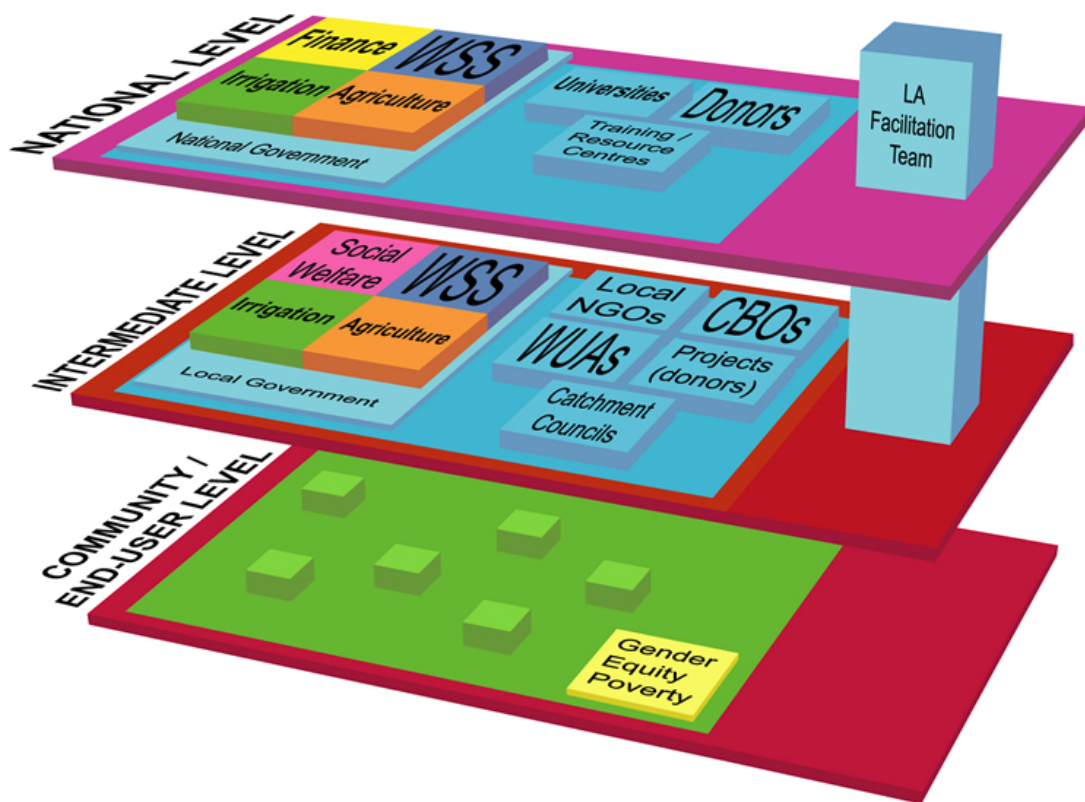 NATIONAL LEVEL
Finance
WSS
Irrigation
Agriculture
National Government
Universities
Donors
Training /
Resource
Centres
LA
Facilitation
Team
INTERMEDIATE LEVEL
Social
Welfare
WSS
Irrigation
Agriculture
Local Government
Local
NGOs
CBOs
WUAs
Projects
(donors)
Catchment
Councils
COMMUNITY /
END-USER LEVEL
Gender
Equity
Poverty